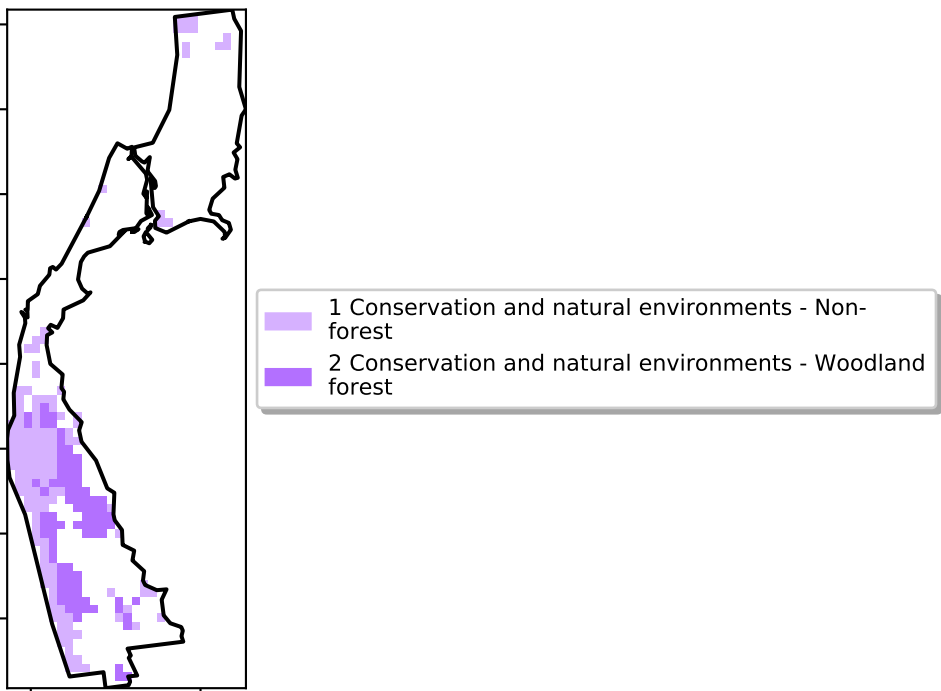 1 Conservation and natural environments - Non-
forest
2 Conservation and natural environments - Woodland
forest